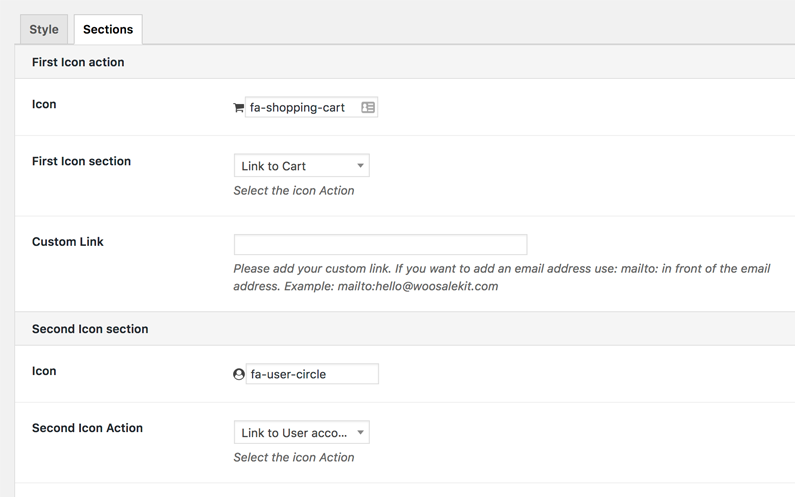 Style Sections
First Icon action
Icon fa-shopping-cart
First Icon section Link to Cart
Select the icon Action
Custom Link
Please add your custom link. If you want to add an email address use: mailto: in front of the email
address. Example: mailto:hello@woosalekit.com
Second Icon section
Icon fa-user-circle
Second Icon Action Link to User acco...
Select the icon Action